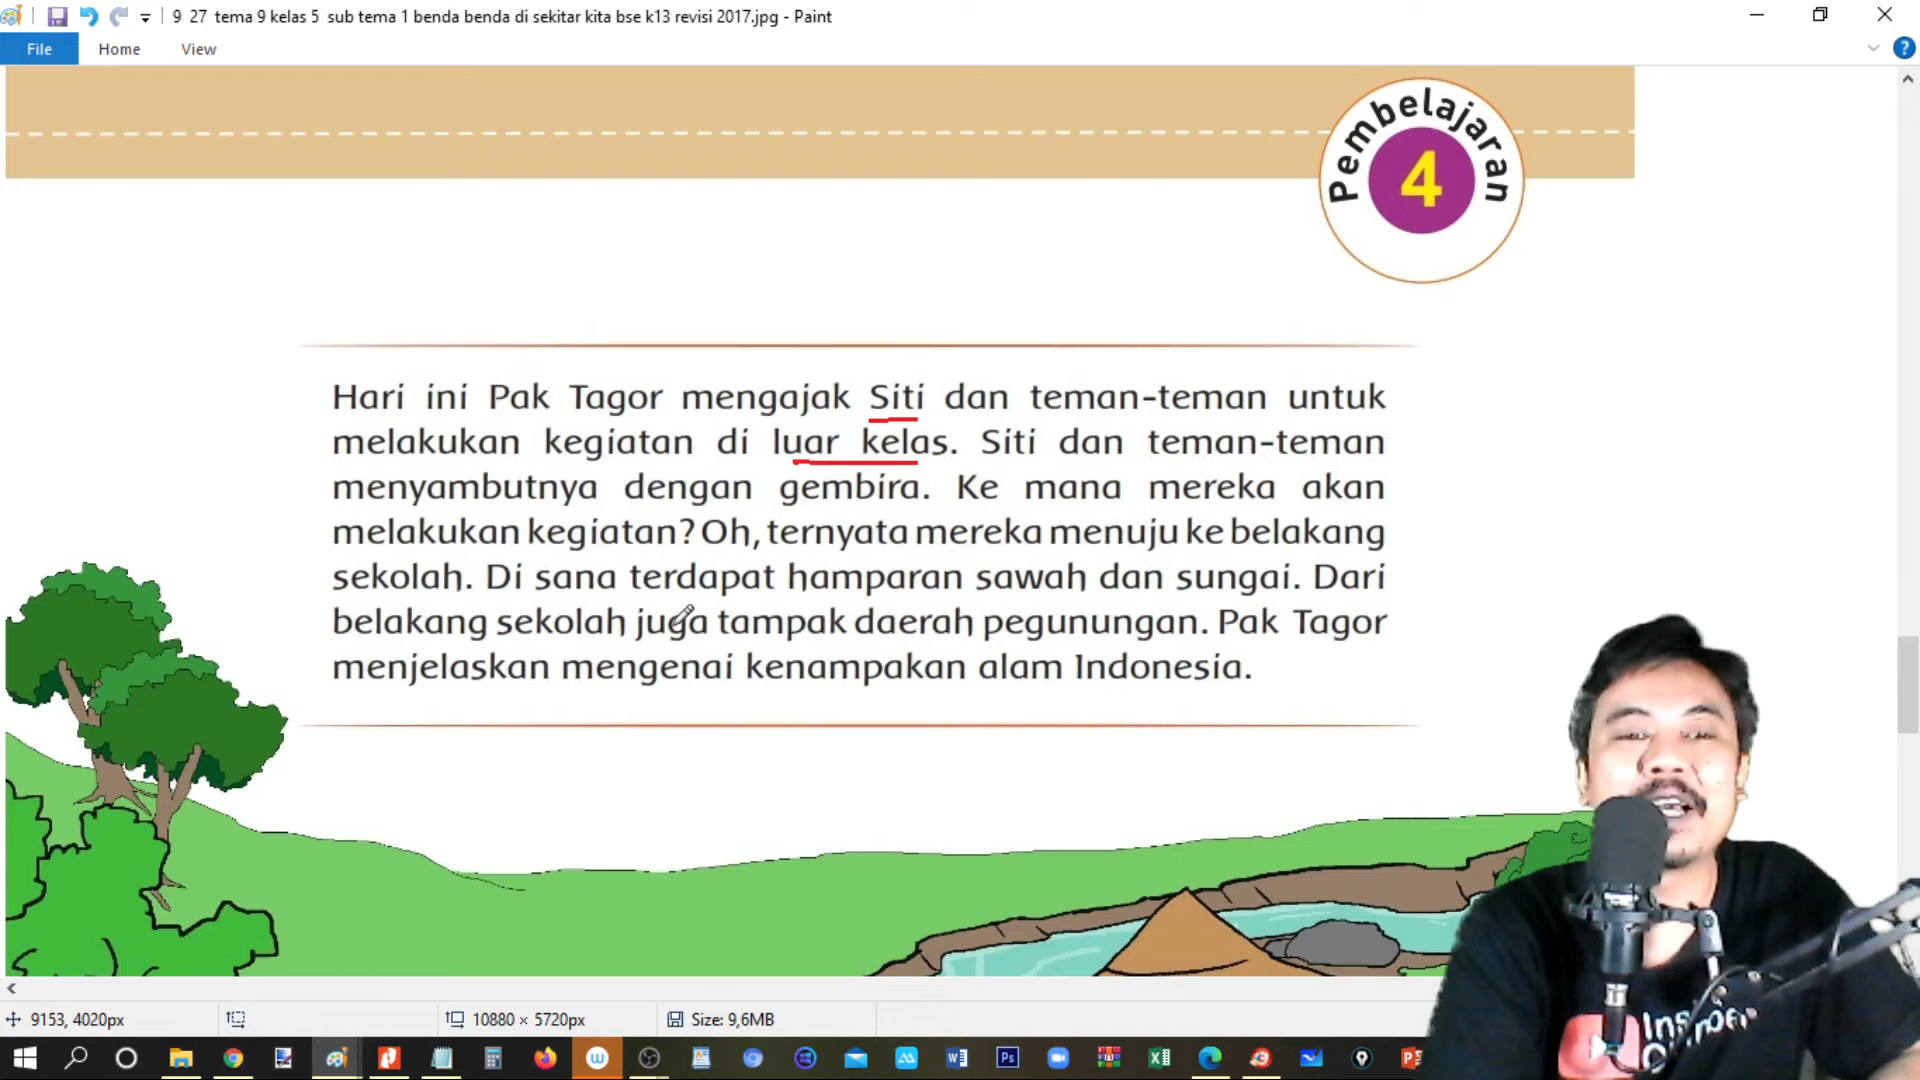 9 27 tema 9 kelas 5 sub tema 1 benda benda di sekitar kita bse k13 revisi 2017.jpg - Paint
File Home View
Pembelajaran
4
Hari ini Pak Tagor mengajak Siti dan teman-teman untuk
melakukan kegiatan di luar kelas. Siti dan teman-teman
menyambutnya dengan gembira. Ke mana mereka akan
melakukan kegiatan? Oh, ternyata mereka menuju ke belakang
sekolah. Di sana terdapat hamparan sawah dan sungai. Dari
belakang sekolah juga tampak daerah pegunungan. Pak Tagor
menjelaskan mengenai kenampakan alam Indonesia.
9153, 4020px 10880 × 5720px Size: 9,6MB